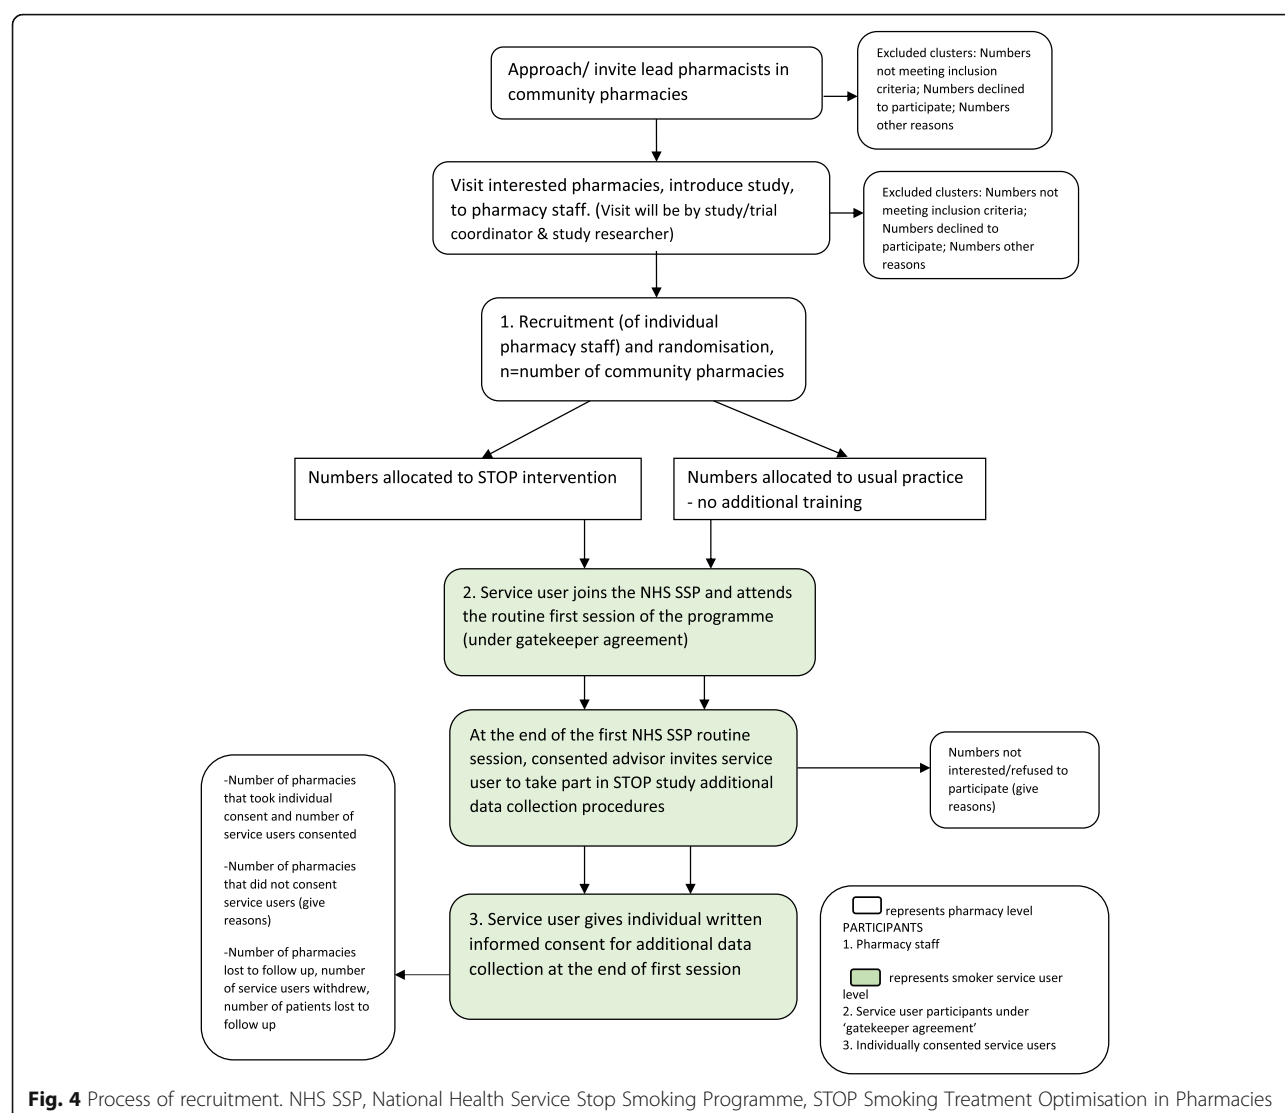 Approach/ invite lead pharmacists in
community pharmacies
Excluded clusters: Numbers
not meeting inclusion
criteria; Numbers declined
to participate; Numbers
other reasons
Visit interested pharmacies, introduce study,
to pharmacy staff. (Visit will be by study/trial
coordinator & study researcher)
Excluded clusters: Numbers not
meeting inclusion criteria;
Numbers declined to
participate; Numbers other
reasons
1. Recruitment (of individual
pharmacy staff) and randomisation,
n=number of community pharmacies
Numbers allocated to STOP intervention
Numbers allocated to usual practice
- no additional training
2. Service user joins the NHS SSP and attends
the routine first session of the programme
(under gatekeeper agreement)
At the end of the first NHS SSP routine
session, consented advisor invites service
user to take part in STOP study additional
data collection procedures
Numbers not
interested/refused to
participate (give
reasons)
-Number of pharmacies
that took individual
consent and number of
service users consented
-Number of pharmacies
that did not consent
service users (give
reasons)
-Number of pharmacies
lost to follow up, number
of service users withdrew,
number of patients lost to
follow up
3. Service user gives individual written
informed consent for additional data
collection at the end of first session
represents pharmacy level
PARTICIPANTS
1. Pharmacy staff
represents smoker service user
level
2. Service user participants under
‘gatekeeper agreement’
3. Individually consented service users
Fig. 4 Process of recruitment. NHS SSP, National Health Service Stop Smoking Programme, STOP Smoking Treatment Optimisation in Pharmacies